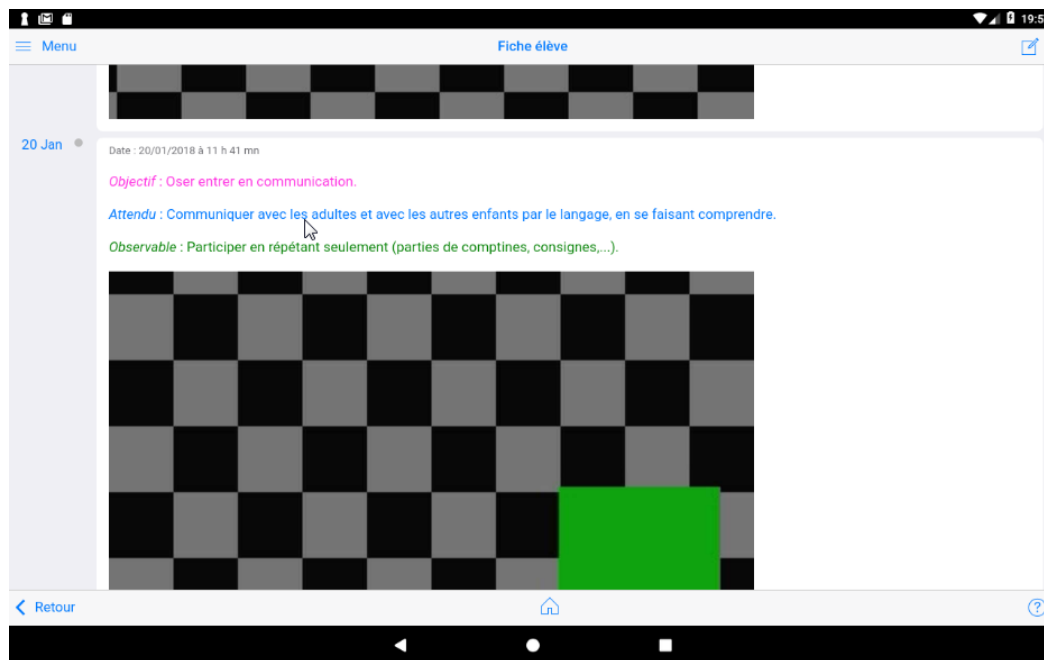 19:5
Menu
Fiche élève
20 Jan
Date : 20/01/2018 à 11 h 41 mn
Objectif : Oser entrer en communication.
Attendu : Communiquer avec les adultes et avec les autres enfants par le langage, en se faisant comprendre.
Observable : Participer en répétant seulement (parties de comptines, consignes,...).
Retour
?